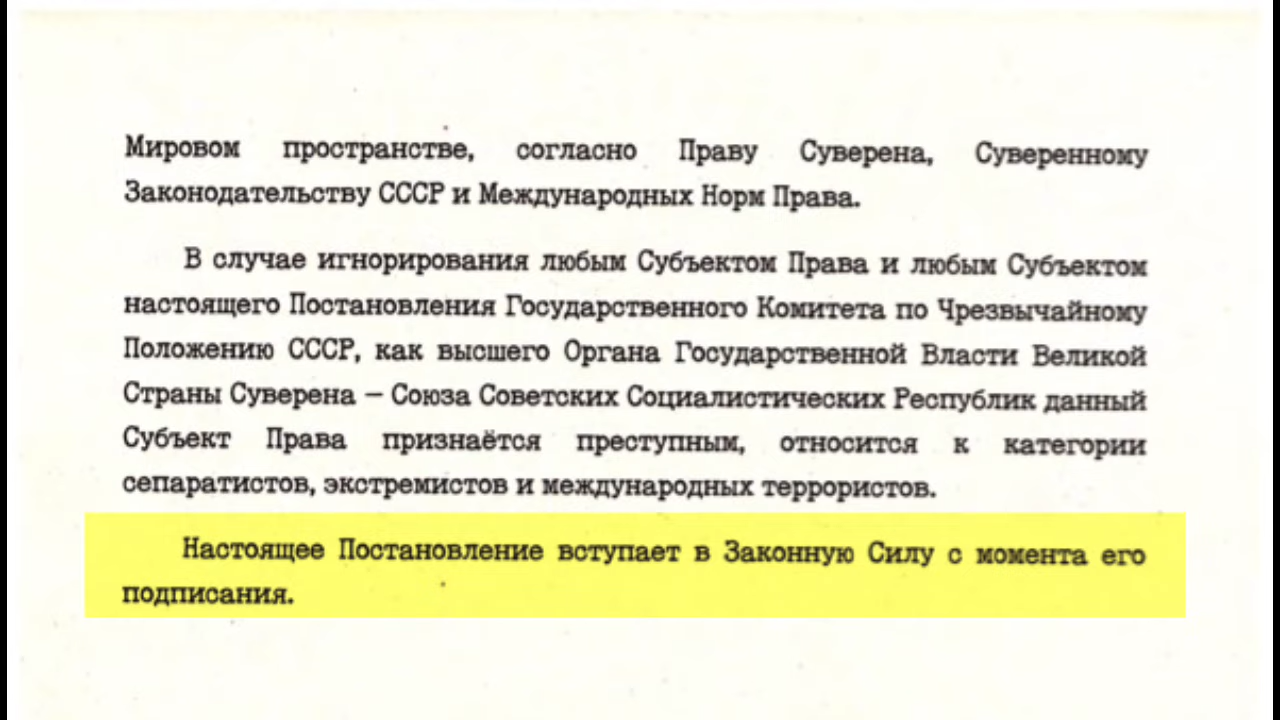 Мировом пространстве, согласно Праву Суверена, Суверенному
Законодательству СССР и Международных Норм Права.
В случае игнорирования любым Субъектом Права и любым Субъектом
настоящего Постановления Государственного Комитета по Чрезвычайному
Положению СССР, как высшего Органа Государственной Власти Великой
Страны Суверена – Союза Советских Социалистических Республик данный
Субъект Права признаётся преступным, относится к категории
сепаратистов, экстремистов и международных террористов.
Настоящее Постановление вступает в Законную Силу с момента его
подписания.